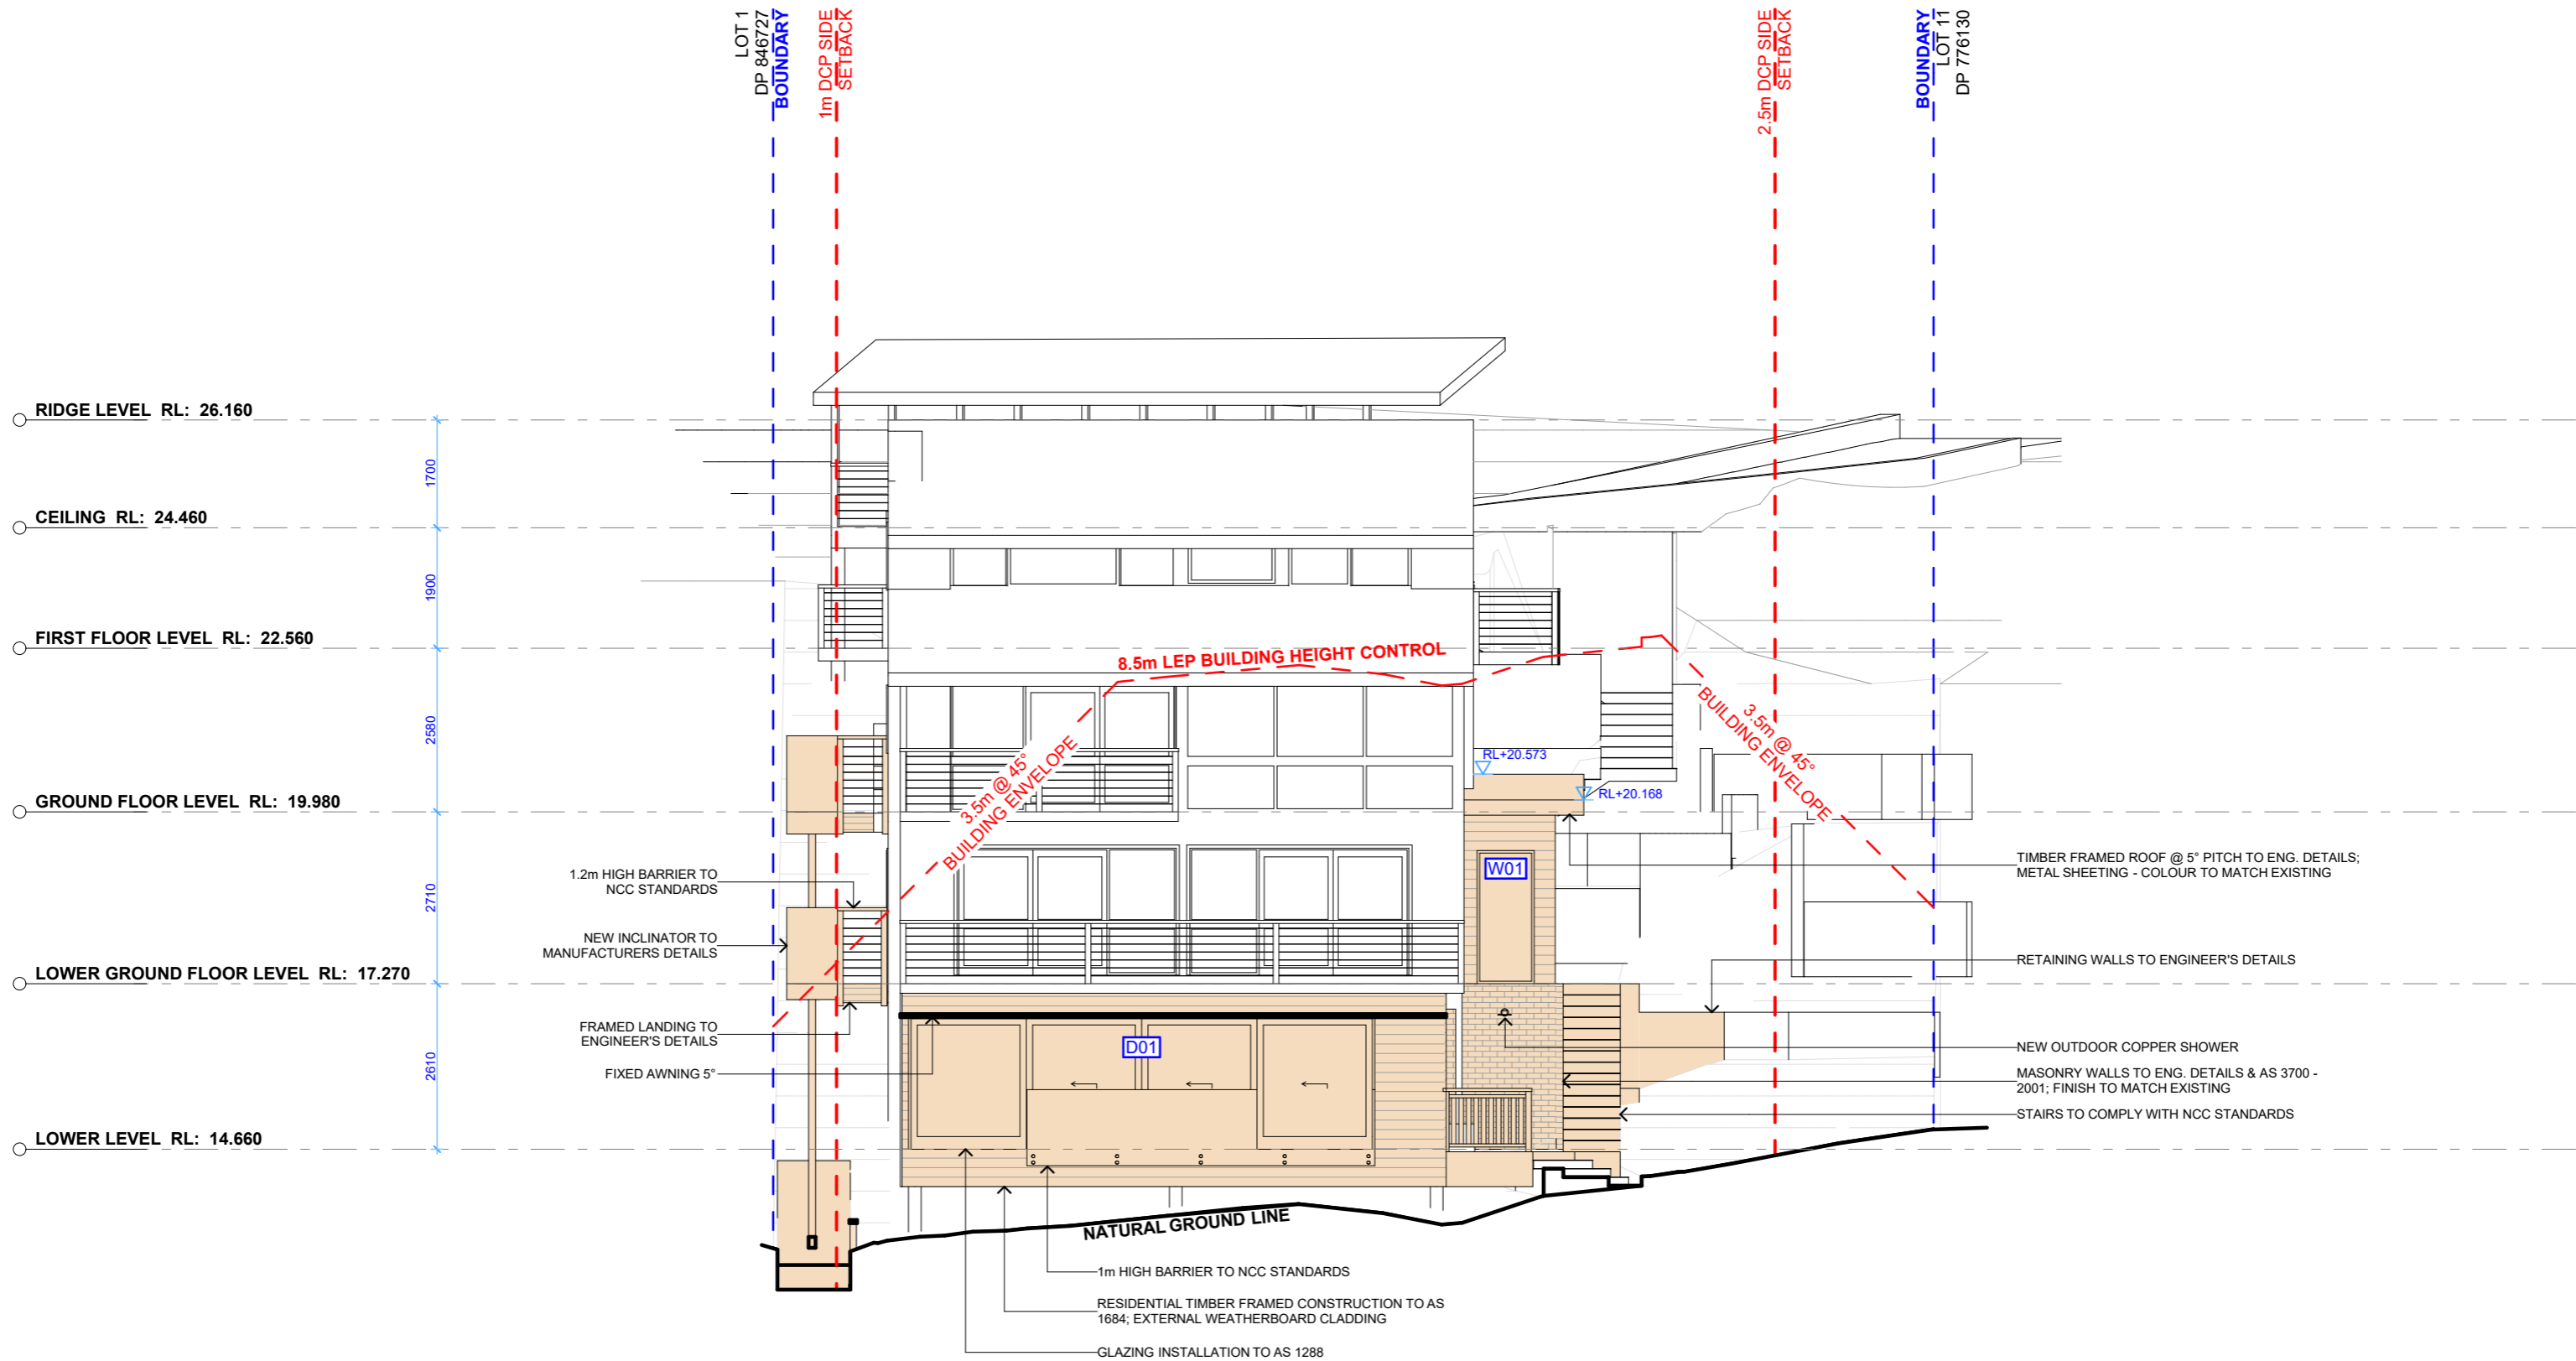 LOT 1
DP 846727
BOUNDARY
1m DCP SIDE
SETBACK
2.5m DCP SIDE
SETBACK
BOUNDARY
LOT 11
DP 776130
RIDGE LEVEL RL: 26.160
1700
CEILING RL: 24.460
1900
FIRST FLOOR LEVEL RL: 22.560
8.5m LEP BUILDING HEIGHT CONTROL
2580
3.5m @ 45°
BUILDING ENVELOPE
3.5m @ 45°
BUILDING ENVELOPE
RL+20.573
RL+20.168
GROUND FLOOR LEVEL RL: 19.980
2710
1.2m HIGH BARRIER TO
NCC STANDARDS
W01
TIMBER FRAMED ROOF @ 5° PITCH TO ENG. DETAILS;
METAL SHEETING - COLOUR TO MATCH EXISTING
NEW INCLINATOR TO
MANUFACTURERS DETAILS
RETAINING WALLS TO ENGINEER'S DETAILS
LOWER GROUND FLOOR LEVEL RL: 17.270
2610
FRAMED LANDING TO
ENGINEER'S DETAILS
D01
NEW OUTDOOR COPPER SHOWER
FIXED AWNING 5°
MASONRY WALLS TO ENG. DETAILS & AS 3700 -
2001; FINISH TO MATCH EXISTING
STAIRS TO COMPLY WITH NCC STANDARDS
LOWER LEVEL RL: 14.660
NATURAL GROUND LINE
1m HIGH BARRIER TO NCC STANDARDS
RESIDENTIAL TIMBER FRAMED CONSTRUCTION TO AS
1684; EXTERNAL WEATHERBOARD CLADDING
GLAZING INSTALLATION TO AS 1288